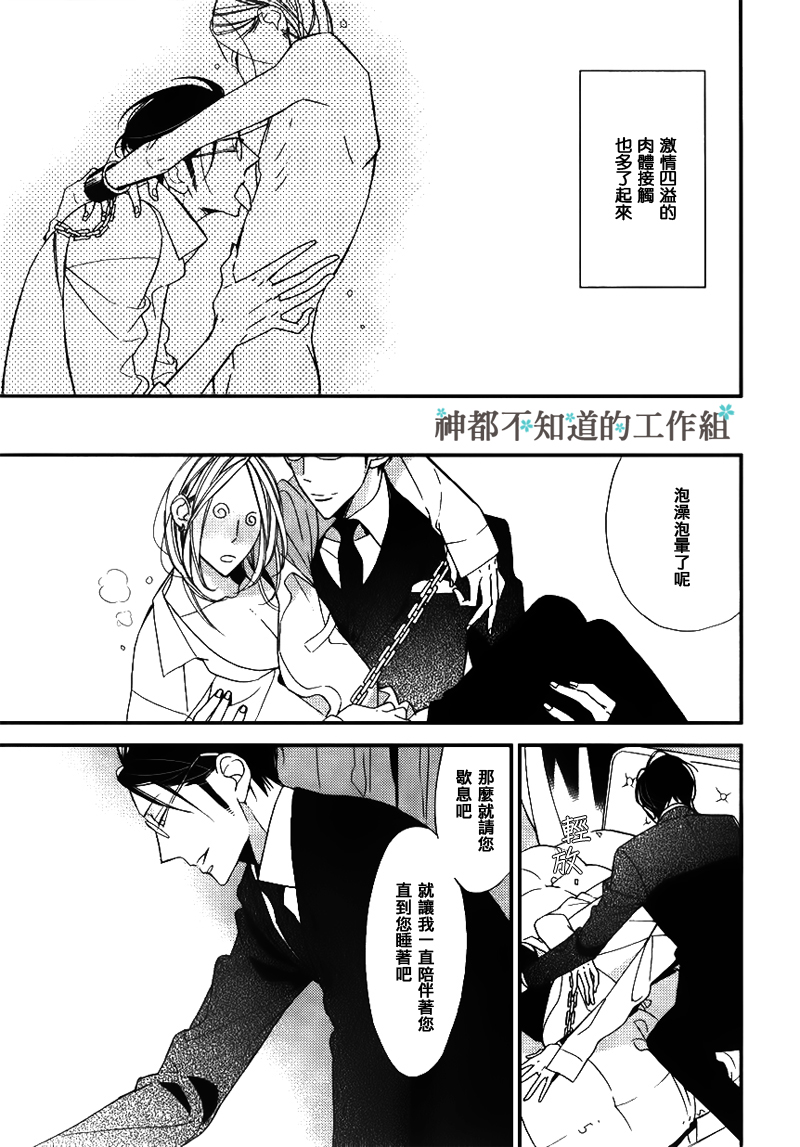 激情四溢的
肉體接觸
也多了起來
神都不知道的工作組
泡澡泡暈了呢
輕放
那麼就請您
歇息吧
就讓我一直陪伴著您
直到您睡著吧